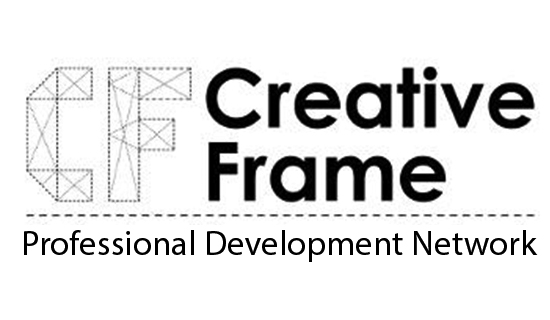 CF
Creative
Frame
Professional Development Network